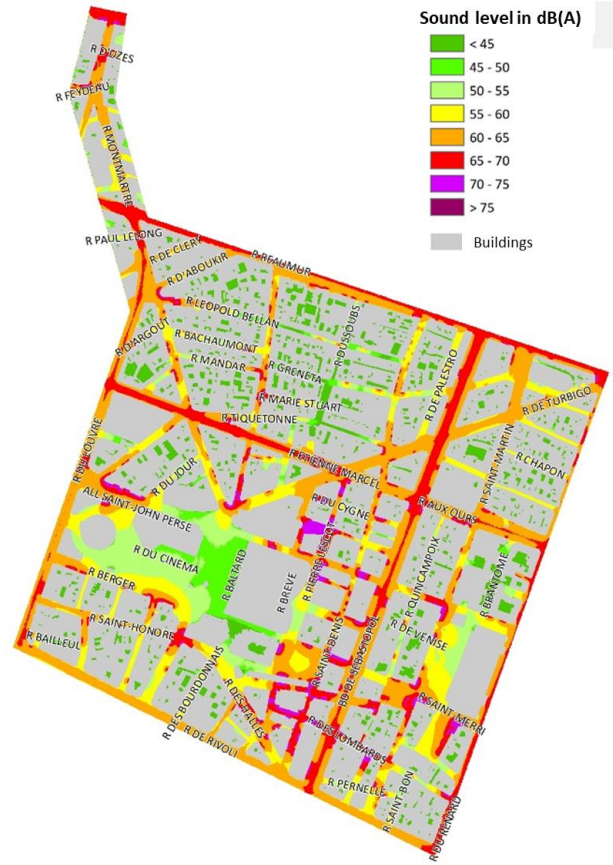 Sound level in dB(A)
< 45
45 - 50
50 - 55
55 - 60
60 - 65
65 - 70
70 - 75
> 75
Buildings
R D'UZES
R FEYDEAU
R MONTMARTRE
R PAUL LELONG
R DE CLERY
R REAUMUR
R D'ABOUKIR
R LEOPOLD BELLAN
R DUSSOUBS
R D'ARGOUT
R BACHAUMONT
R MANDAR
R GRENETA
R DE PALESTRO
R MARIE STUART
R DE TURBIGO
R TIQUETONNE
R DU LOUVRE
R ETIENNE MARCEL
R SAINT-MARTIN
R CHAPON
R DU JOUR
R DU CYGNE
R AUX OURS
ALL SAINT-JOHN PERSE
R DU CINEMA
R BALTARD
R BREVE
R PIERRE LESCOT
R QUINCAMPOIX
R BRANTOME
R BERGER
R SAINT-HONORE
R BAILLEUL
R SAINT-DENIS
BD DE SEBASTOPOL
R DE VENISE
R DES BOURDONNAIS
R DES HALLES
R SAINT-MERRI
R DE RIVOLI
R DES LOMBARDS
R PERNELLE
R SAINT-BON
R DU RENARD